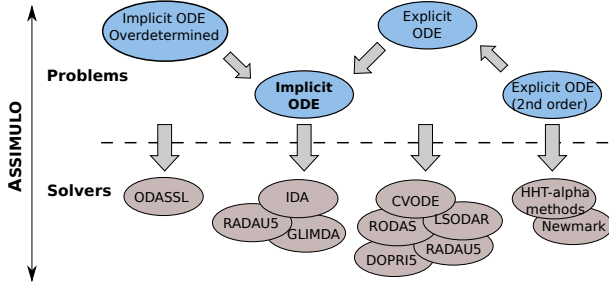 ASSIMULO
Problems
Implicit ODE
Overdetermined
Explicit
ODE
Implicit
ODE
Explicit ODE
(2nd order)
Solvers
ODASSL
IDA
RADAU5
GLIMDA
CVODE
LSODAR
RODAS
RADAU5
DOPRI5
HHT-alpha
methods
Newmark